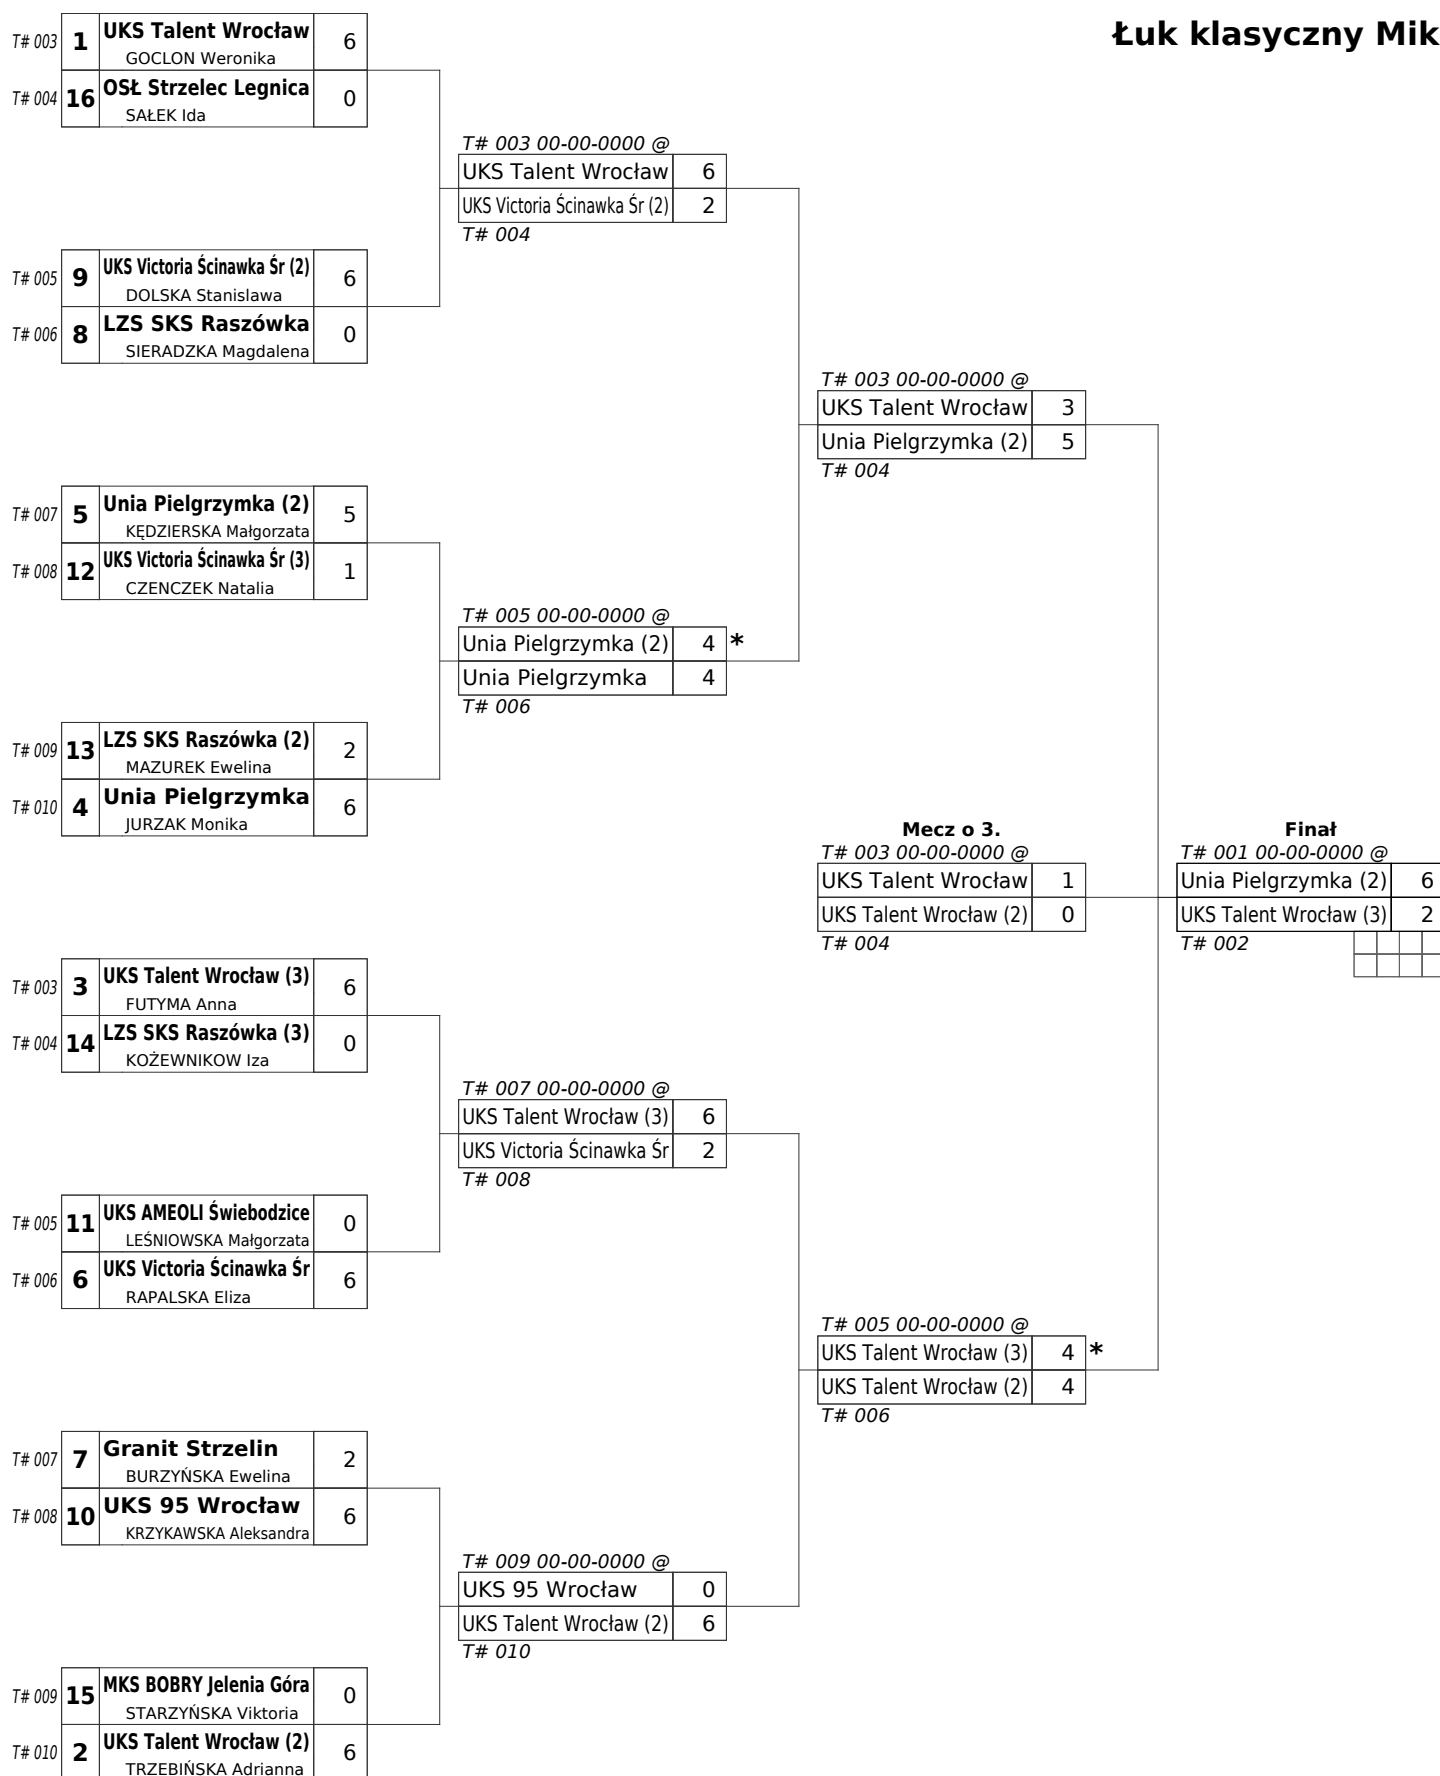 Łuk klasyczny Mik
T# 003 1 UKS Talent Wrocław 6
GOCLON Weronika
T# 004 16 OSŁ Strzelec Legnica 0
SAŁEK Ida
T# 003 00-00-0000 @
UKS Talent Wrocław 6
UKS Victoria Ścinawka Śr (2) 2
T# 004
T# 005 9 UKS Victoria Ścinawka Śr (2) 6
DOLSKA Stanislawa
T# 006 8 LZS SKS Raszówka 0
SIERADZKA Magdalena
T# 003 00-00-0000 @
UKS Talent Wrocław 3
Unia Pielgrzymka (2) 5
T# 004
T# 007 5 Unia Pielgrzymka (2) 5
KĘDZIERSKA Małgorzata
T# 008 12 UKS Victoria Ścinawka Śr (3) 1
CZENCZEK Natalia
T# 005 00-00-0000 @
Unia Pielgrzymka (2) 4 *
Unia Pielgrzymka 4
T# 006
T# 009 13 LZS SKS Raszówka (2) 2
MAZUREK Ewelina
T# 010 4 Unia Pielgrzymka 6
JURZAK Monika
Mecz o 3.
T# 003 00-00-0000 @
UKS Talent Wrocław 1
UKS Talent Wrocław (2) 0
T# 004
Finał
T# 001 00-00-0000 @
Unia Pielgrzymka (2) 6
UKS Talent Wrocław (3) 2
T# 002
T# 003 3 UKS Talent Wrocław (3) 6
FUTYMA Anna
T# 004 14 LZS SKS Raszówka (3) 0
KOŻEWNIKOW Iza
T# 007 00-00-0000 @
UKS Talent Wrocław (3) 6
UKS Victoria Ścinawka Śr 2
T# 008
T# 005 11 UKS AMEOLI Świebodzice 0
LEŚNIOWSKA Małgorzata
T# 006 6 UKS Victoria Ścinawka Śr 6
RAPALSKA Eliza
T# 005 00-00-0000 @
UKS Talent Wrocław (3) 4 *
UKS Talent Wrocław (2) 4
T# 006
T# 007 7 Granit Strzelin 2
BURZYŃSKA Ewelina
T# 008 10 UKS 95 Wrocław 6
KRZYKAWSKA Aleksandra
T# 009 00-00-0000 @
UKS 95 Wrocław 0
UKS Talent Wrocław (2) 6
T# 010
T# 009 15 MKS BOBRY Jelenia Góra 0
STARZYŃSKA Viktoria
T# 010 2 UKS Talent Wrocław (2) 6
TRZEBIŃSKA Adrianna